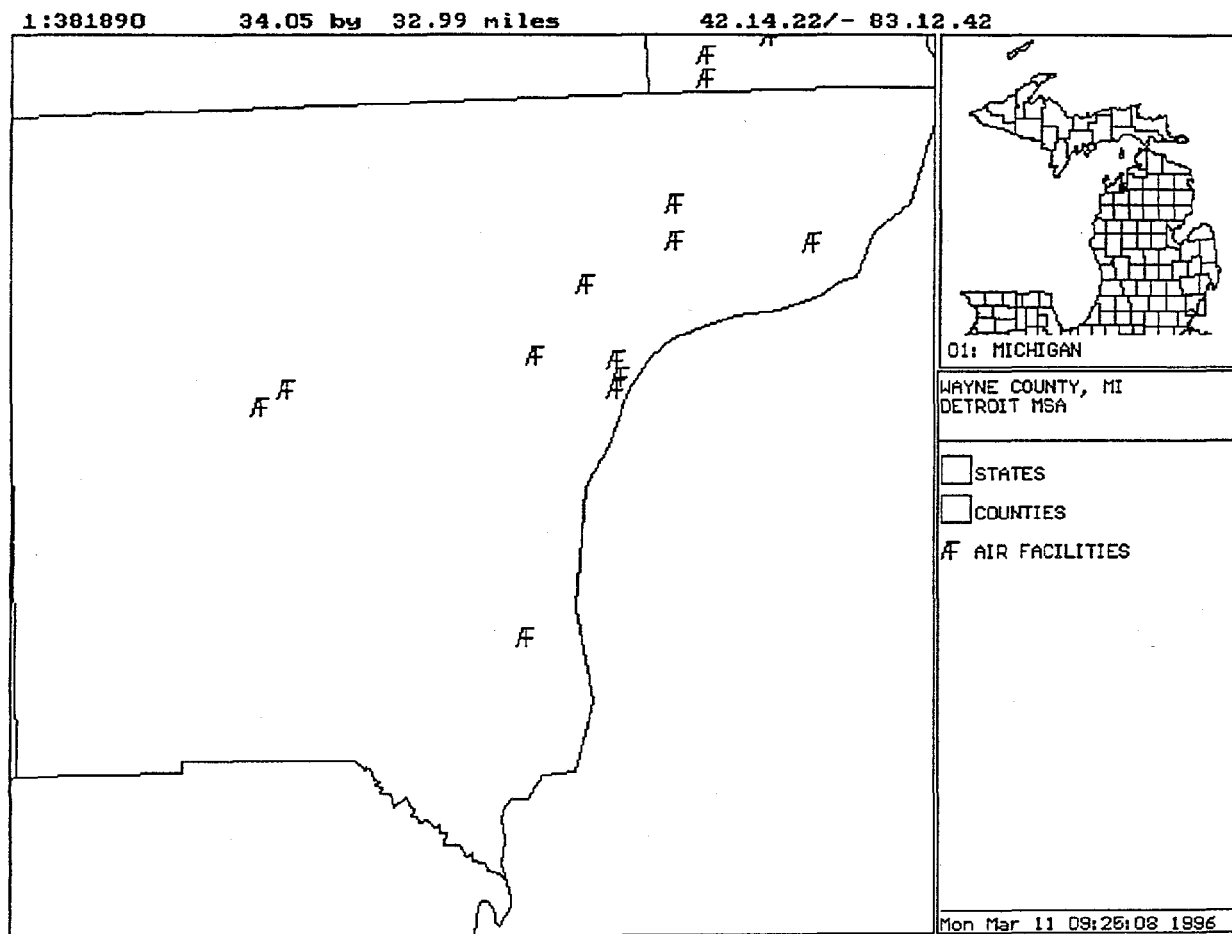 1:381890 34.05 by 32.99 miles 42.14.22/- 83.12.42
Æ
Æ
Æ
Æ
Æ
Æ
Æ
Æ
Æ
Æ
Æ
Æ
Æ
Æ
01: MICHIGAN
WAYNE COUNTY, MI
DETROIT MSA
STATES
COUNTIES
Æ AIR FACILITIES
Mon Mar 11 09:25:08 1996